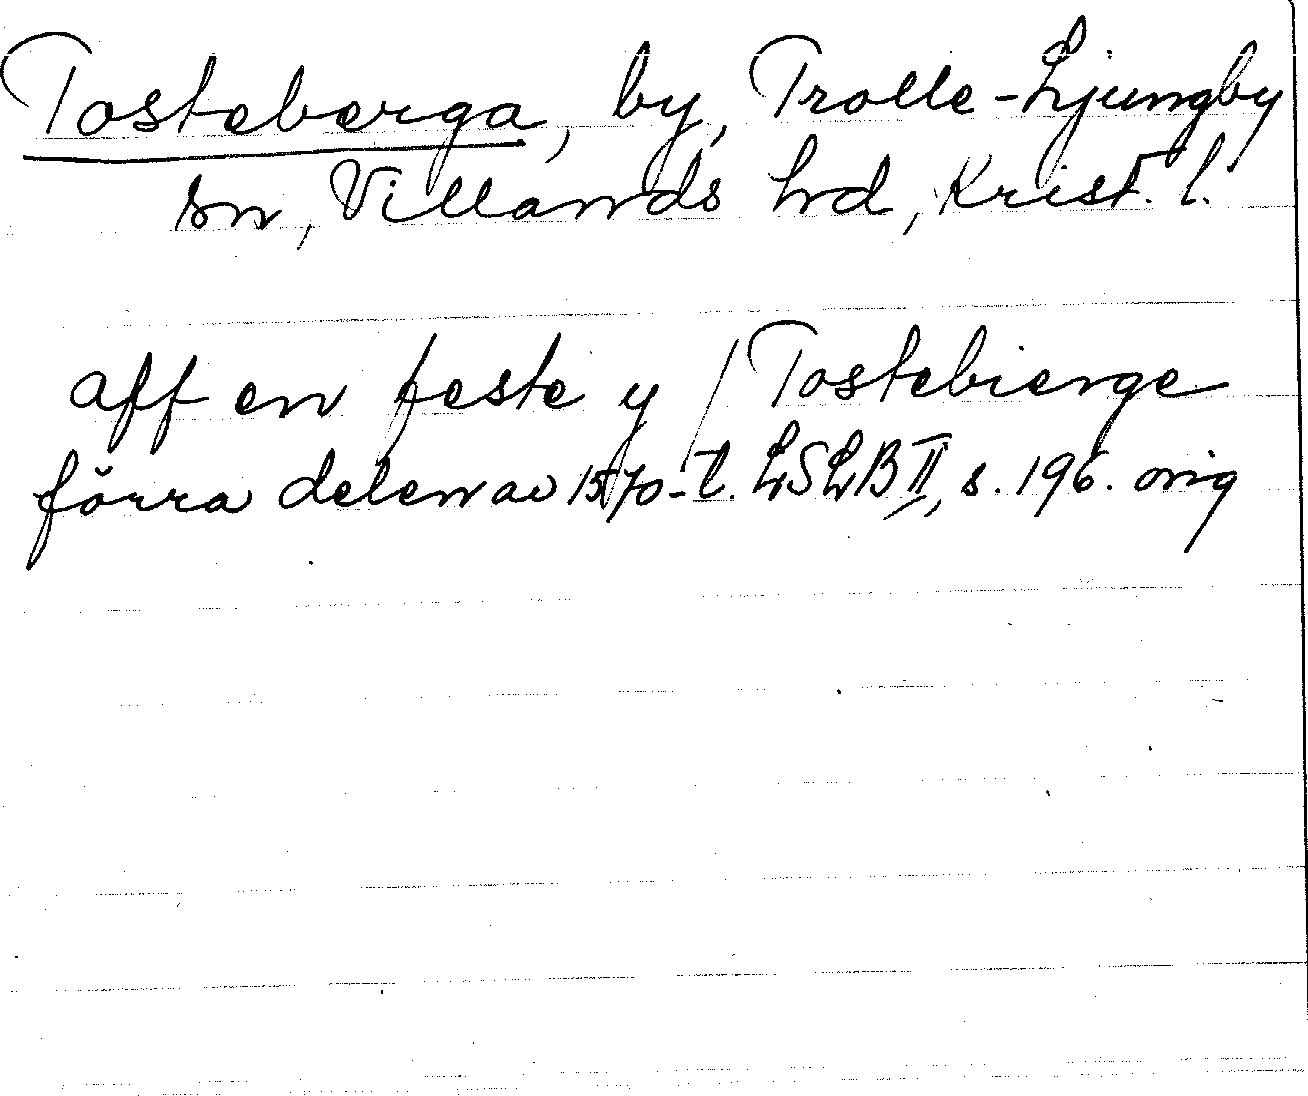 Tosteberga, by, Trolle-Ljungby
sn, Villands hd, Krist. l.
aff en feste y / Tostebierge
förra delen av 1570-t. LSLB II, s. 196. orig